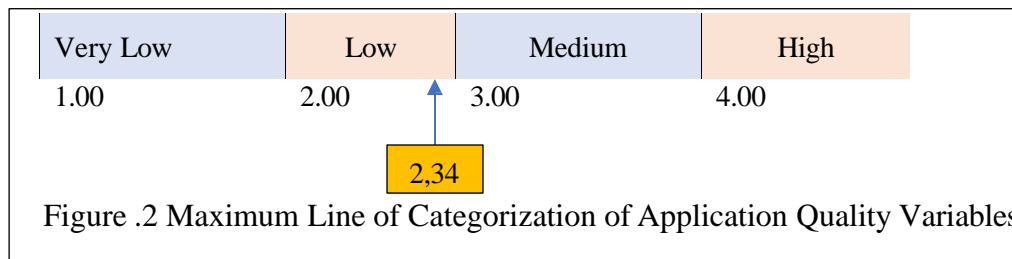 Very Low Low Medium High
1.00 2.00 3.00 4.00
2,34
Figure .2 Maximum Line of Categorization of Application Quality Variables